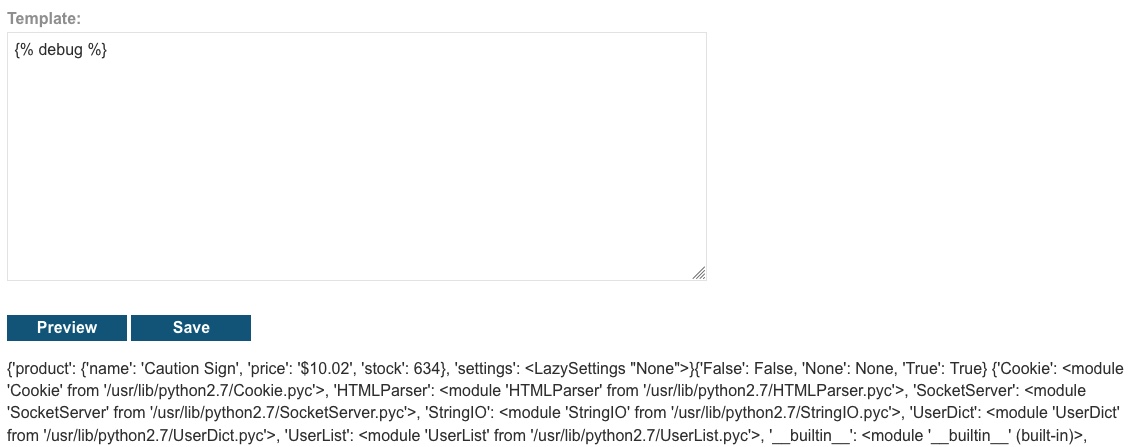 Template:
{% debug %}
Preview Save
{'product': {'name': 'Caution Sign', 'price': '$10.02', 'stock': 634}, 'settings': <LazySettings "None">}{'False': False, 'None': None, 'True': True} {'Cookie': <module
'Cookie' from '/usr/lib/python2.7/Cookie.pyc'>, 'HTMLParser': <module 'HTMLParser' from '/usr/lib/python2.7/HTMLParser.pyc'>, 'SocketServer': <module
'SocketServer' from '/usr/lib/python2.7/SocketServer.pyc'>, 'StringIO': <module 'StringIO' from '/usr/lib/python2.7/StringIO.pyc'>, 'UserDict': <module 'UserDict'
from '/usr/lib/python2.7/UserDict.pyc'>, 'UserList': <module 'UserList' from '/usr/lib/python2.7/UserList.pyc'>, '__builtin__': <module '__builtin__' (built-in)>,